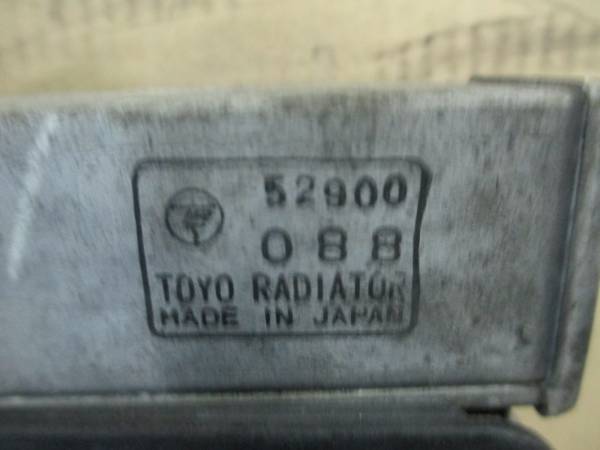 52900
088
TOYO RADIATOR
MADE IN JAPAN